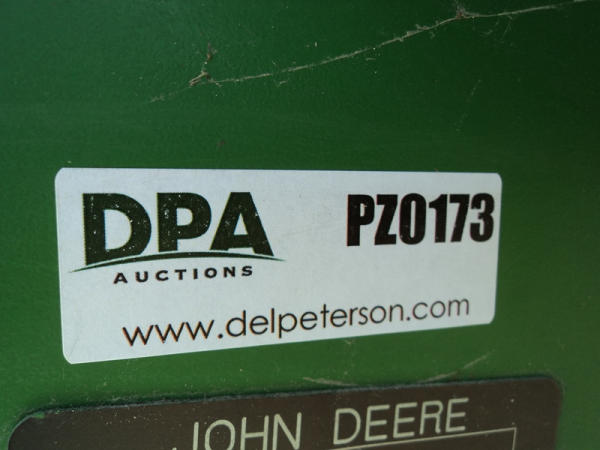 DPA PZ0173
AUCTIONS
www.delpeterson.com
JOHN DEERE